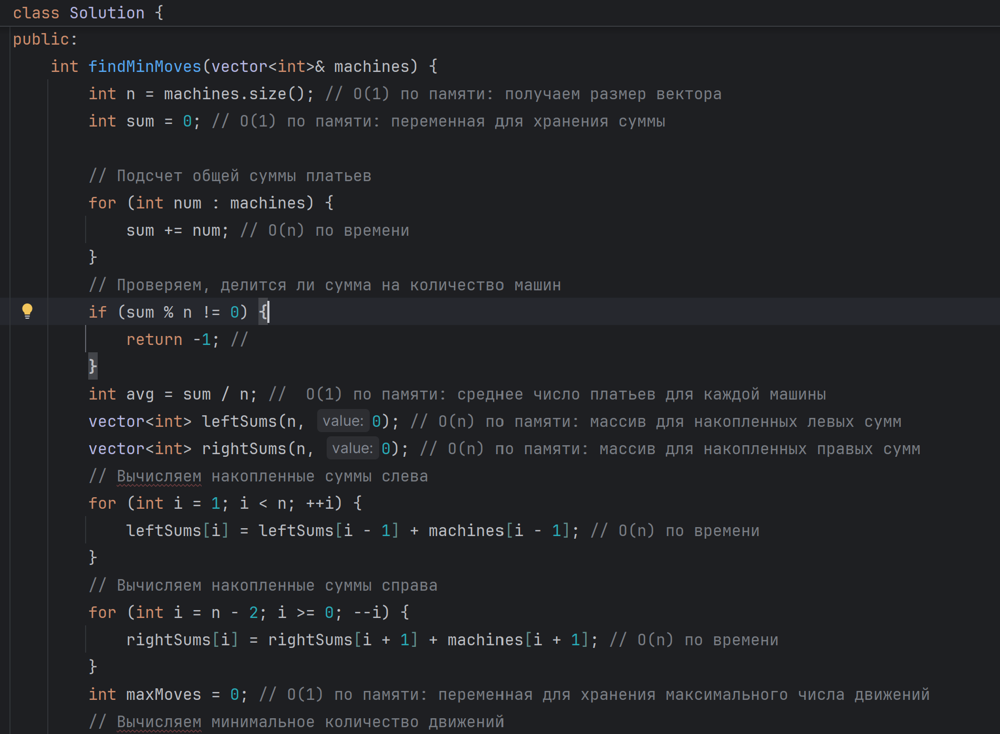 class Solution {
public:
    int findMinMoves(vector<int>& machines) {
        int n = machines.size(); // O(1) по памяти: получаем размер вектора
        int sum = 0; // O(1) по памяти: переменная для хранения суммы

        // Подсчет общей суммы платьев
        for (int num : machines) {
            sum += num; // O(n) по времени
        }
        // Проверяем, делится ли сумма на количество машин
        if (sum % n != 0) {
            return -1; //
        }
        int avg = sum / n; //  O(1) по памяти: среднее число платьев для каждой машины
        vector<int> leftSums(n, value: 0); // O(n) по памяти: массив для накопленных левых сумм
        vector<int> rightSums(n, value: 0); // O(n) по памяти: массив для накопленных правых сумм
        // Вычисляем накопленные суммы слева
        for (int i = 1; i < n; ++i) {
            leftSums[i] = leftSums[i - 1] + machines[i - 1]; // O(n) по времени
        }
        // Вычисляем накопленные суммы справа
        for (int i = n - 2; i >= 0; --i) {
            rightSums[i] = rightSums[i + 1] + machines[i + 1]; // O(n) по времени
        }
        int maxMoves = 0; // O(1) по памяти: переменная для хранения максимального числа движений
        // Вычисляем минимальное количество движений